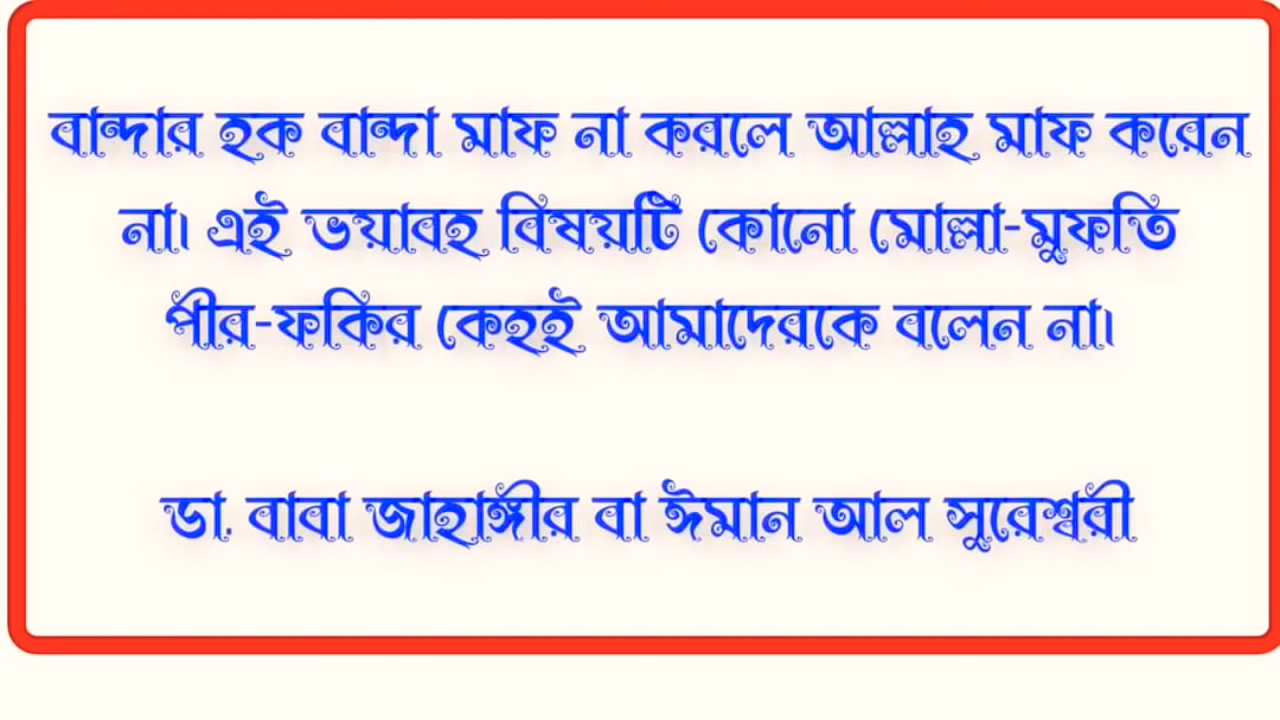 বান্দার হক বান্দা মাফ না করলে আল্লাহ মাফ করেন
না। এই ভয়াবহ বিষয়টি কোনো মোল্লা-মুফতি
পীর-ফকির কেহই আমাদেরকে বলেন না।
ডা. বাবা জাহাঙ্গীর বা ঈমান আল সুরেশ্বরী